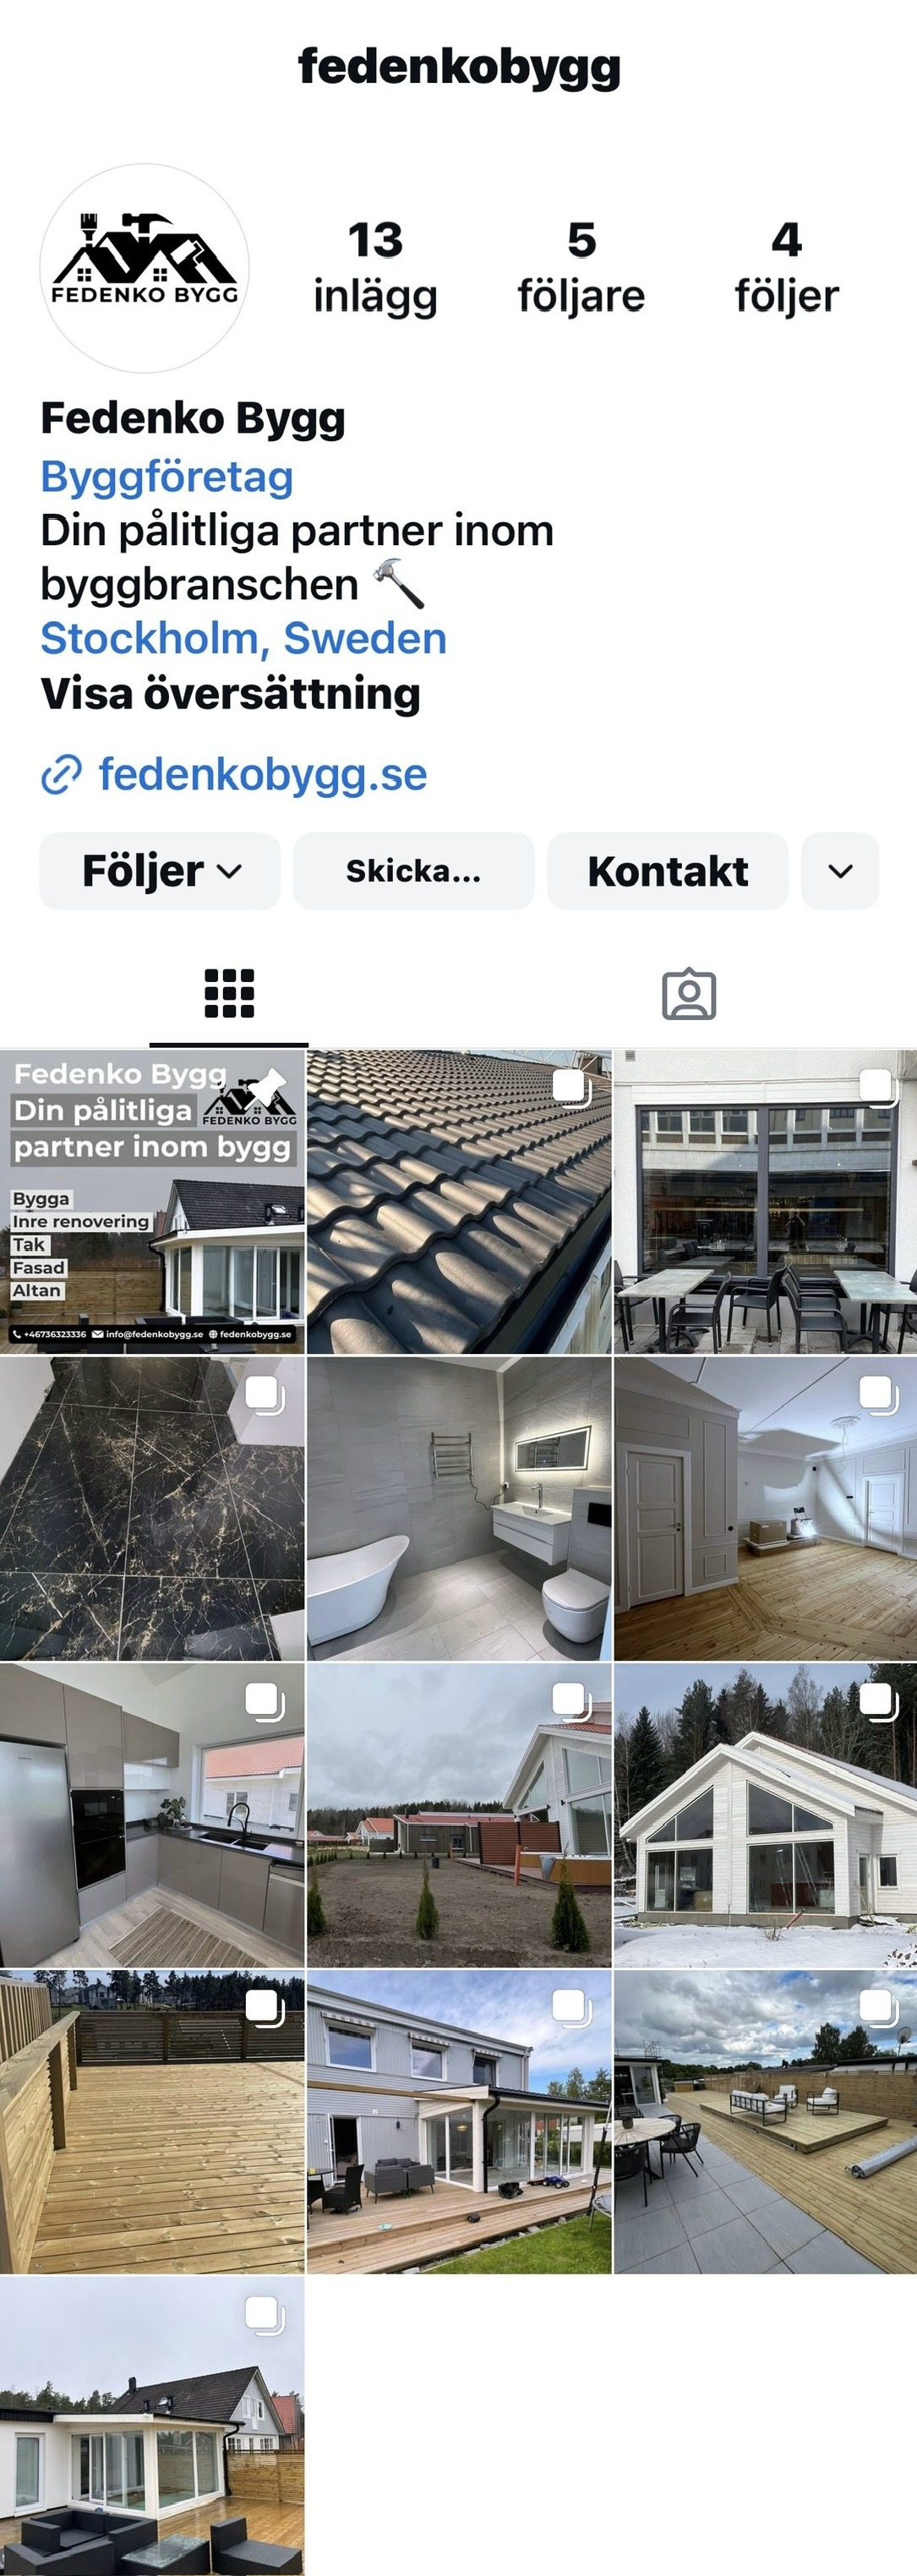 fedenkobygg
FEDENKO BYGG
13 inlägg
5 följare
4 följer
Fedenko Bygg
Byggföretag
Din pålitliga partner inom
byggbranschen 🔨
Stockholm, Sweden
Visa översättning
fedenkobygg.se
Följer
Skicka...
Kontakt
Fedenko Bygg
Din pålitliga
partner inom bygg
FEDENKO BYGG
Bygga
Inre renovering
Tak
Fasad
Altan
+46736323336 info@fedenkobygg.se fedenkobygg.se